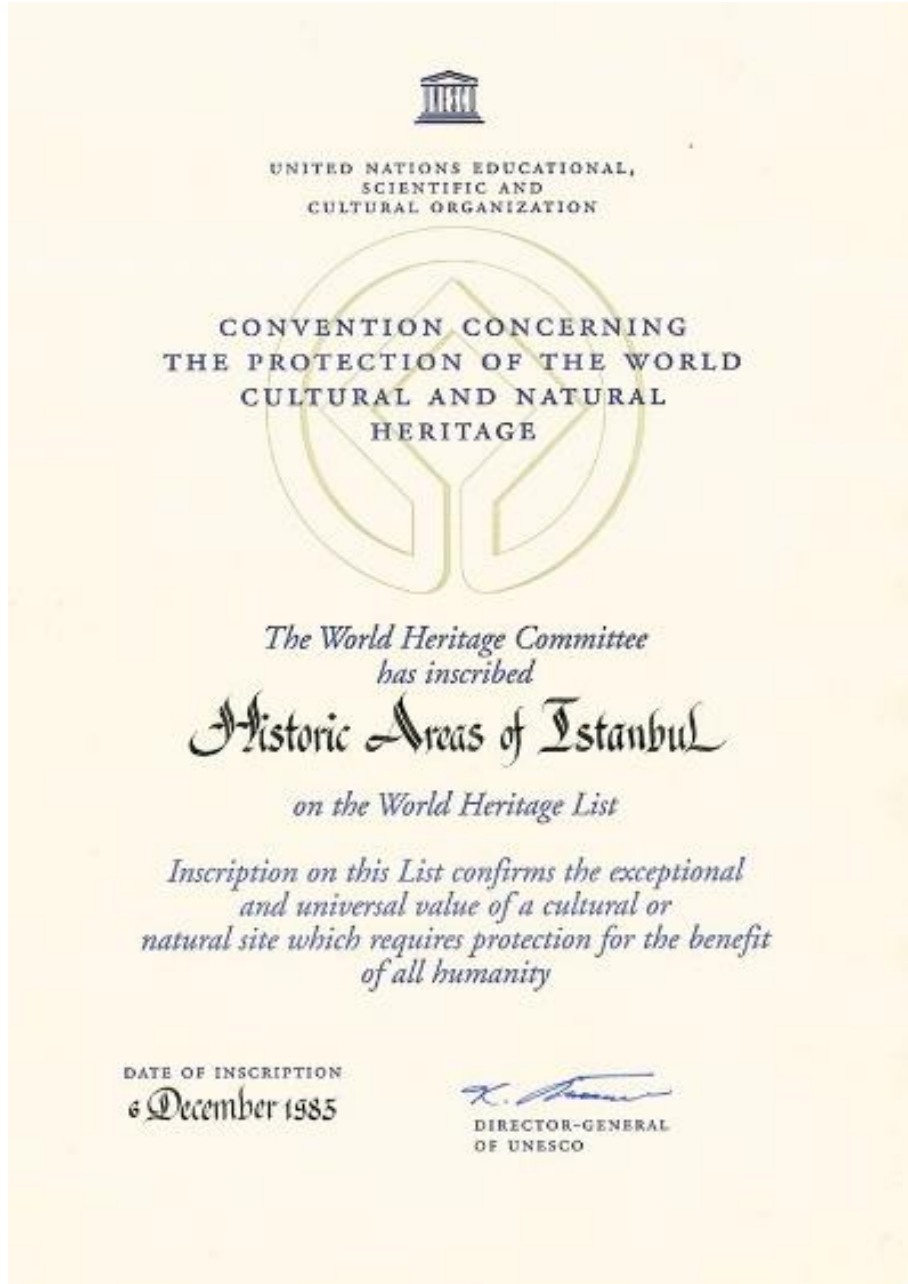 UNESCO
UNITED NATIONS EDUCATIONAL,
SCIENTIFIC AND
CULTURAL ORGANIZATION
CONVENTION CONCERNING
THE PROTECTION OF THE WORLD
CULTURAL AND NATURAL
HERITAGE
The World Heritage Committee
has inscribed
Historic Areas of Istanbul
on the World Heritage List
Inscription on this List confirms the exceptional
and universal value of a cultural or
natural site which requires protection for the benefit
of all humanity
DATE OF INSCRIPTION
6 December 1985
K.
DIRECTOR-GENERAL
OF UNESCO